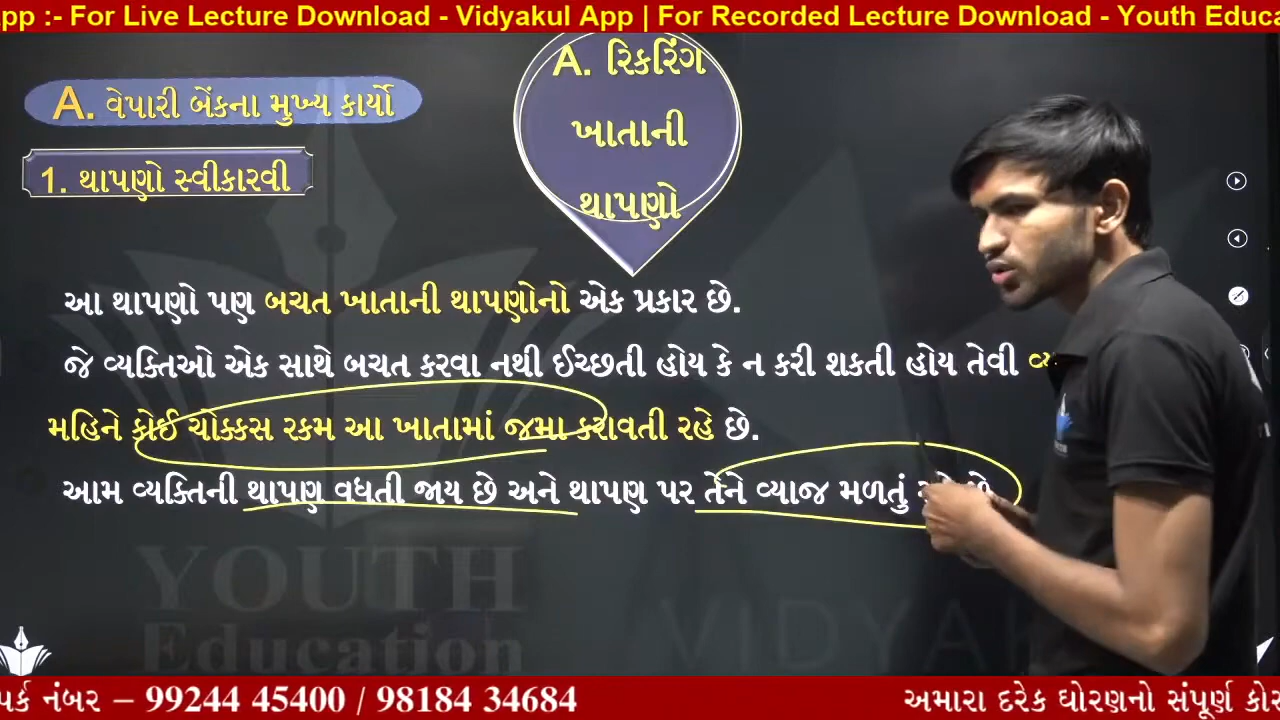 pp :- For Live Lecture Download - Vidyakul App | For Recorded Lecture Download - Youth Educa
A. રિકરિંગ
ખાતાની
થાપણો
A. વેપારી બેંકના મુખ્ય કાર્યો
1. થાપણો સ્વીકારવી
આ થાપણો પણ બચત ખાતાની થાપણોનો એક પ્રકાર છે.
જે વ્યક્તિઓ એક સાથે બચત કરવા નથી ઈચ્છતી હોય કે ન કરી શકતી હોય તેવી
મહિને કોઈ ચોક્કસ રકમ આ ખાતામાં જમા કરાવતી રહે છે.
આમ વ્યક્તિની થાપણ વધતી જાય છે અને થાપણ પર તેને વ્યાજ મળતું
YOUTH
Education
VIDYAK
પર્ક નંબર – 99244 45400 / 98184 34684
અમારા દરેક ધોરણનો સંપૂર્ણ કોર્સ